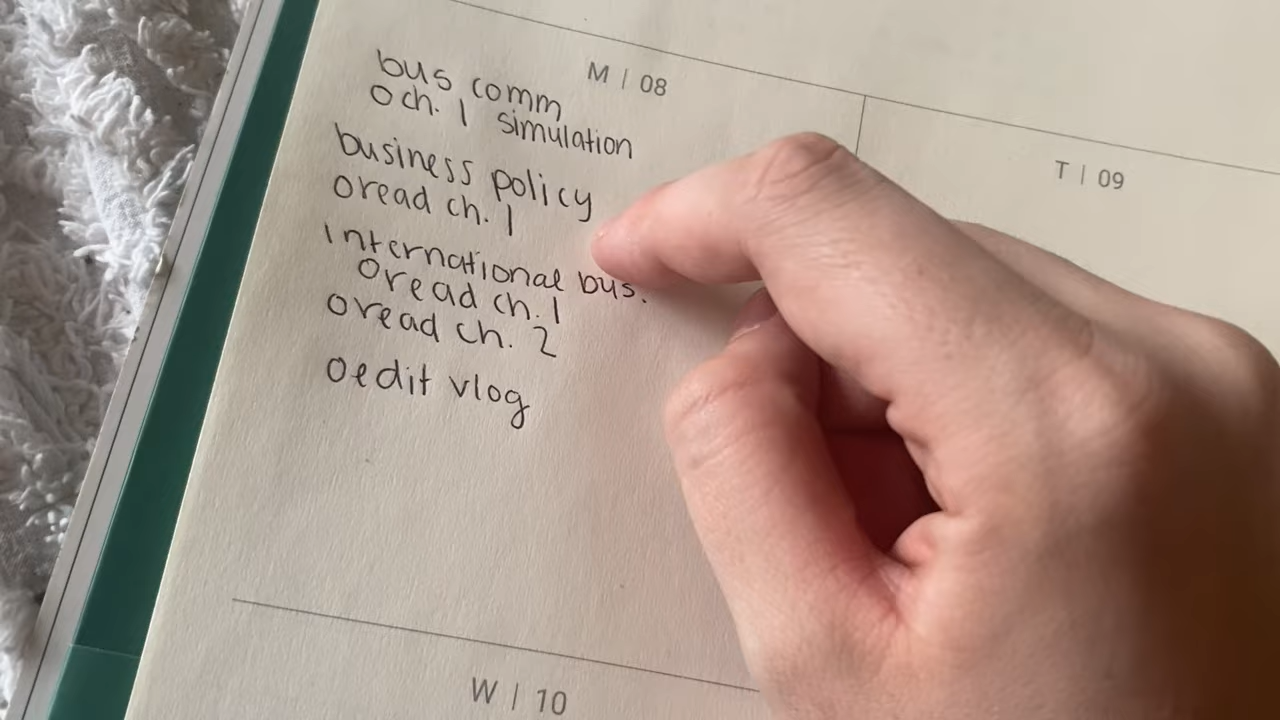 M | 08
bus comm
o ch. 1 simulation
business policy
o read ch. 1
international bus.
o read ch. 1
o read ch. 2
o edit vlog
T | 09
W | 10